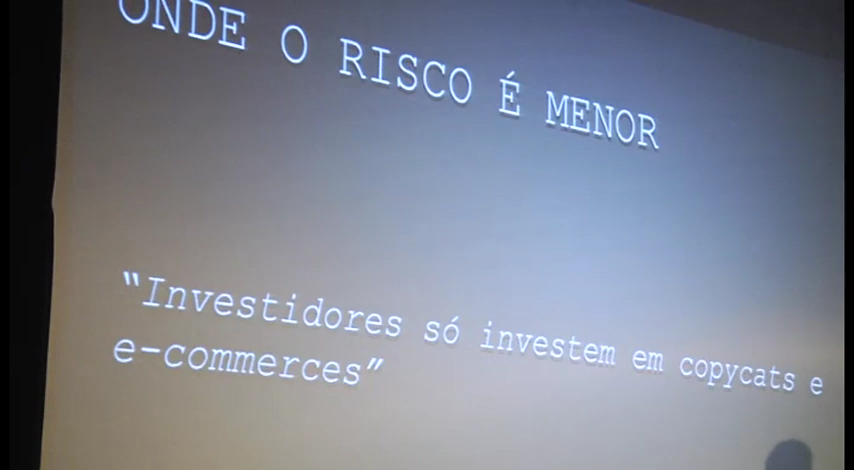 ONDE O RISCO É MENOR
“Investidores só investem em copycats e
e-commerces”